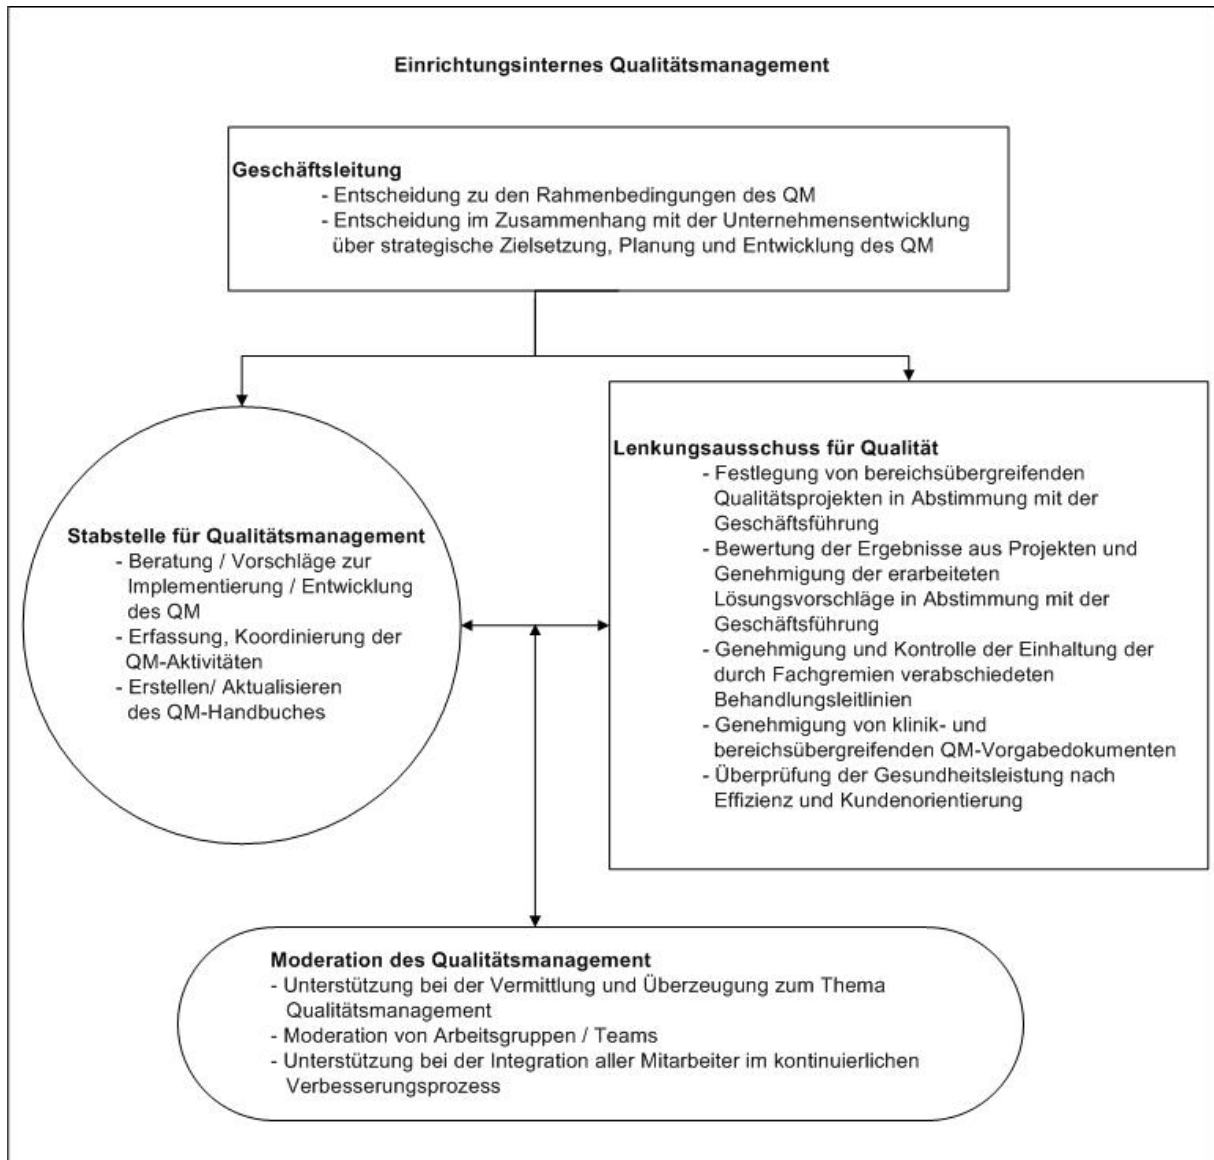 Einrichtungsinternes Qualitätsmanagement
Geschäftsleitung
- Entscheidung zu den Rahmenbedingungen des QM
- Entscheidung im Zusammenhang mit der Unternehmensentwicklung
über strategische Zielsetzung, Planung und Entwicklung des QM
Stabstelle für Qualitätsmanagement
- Beratung / Vorschläge zur
Implementierung / Entwicklung
des QM
- Erfassung, Koordinierung der
QM-Aktivitäten
- Erstellen/ Aktualisieren
des QM-Handbuches
Lenkungsausschuss für Qualität
- Festlegung von bereichsübergreifenden
Qualitätsprojekten in Abstimmung mit der
Geschäftsführung
- Bewertung der Ergebnisse aus Projekten und
Genehmigung der erarbeiteten
Lösungsvorschläge in Abstimmung mit der
Geschäftsführung
- Genehmigung und Kontrolle der Einhaltung der
durch Fachgremien verabschiedeten
Behandlungsleitlinien
- Genehmigung von klinik- und
bereichsübergreifenden QM-Vorgabedokumenten
- Überprüfung der Gesundheitsleistung nach
Effizienz und Kundenorientierung
Moderation des Qualitätsmanagement
- Unterstützung bei der Vermittlung und Überzeugung zum Thema
Qualitätsmanagement
- Moderation von Arbeitsgruppen / Teams
- Unterstützung bei der Integration aller Mitarbeiter im kontinuierlichen
Verbesserungsprozess